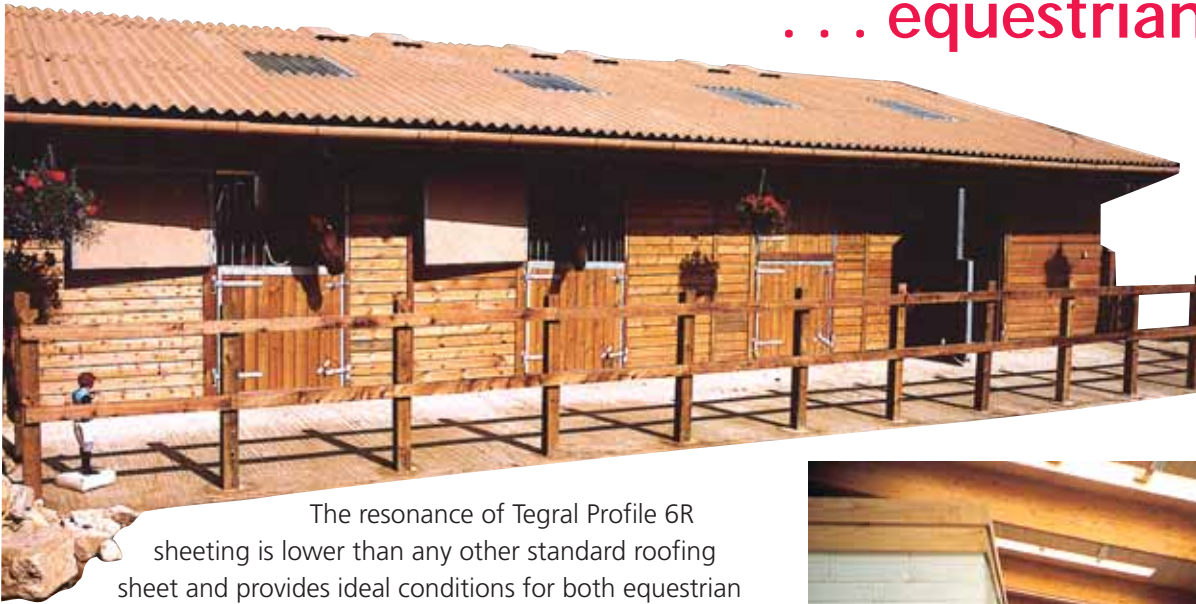 . . . equestrian
The resonance of Tegral Profile 6R
sheeting is lower than any other standard roofing
sheet and provides ideal conditions for both equestrian